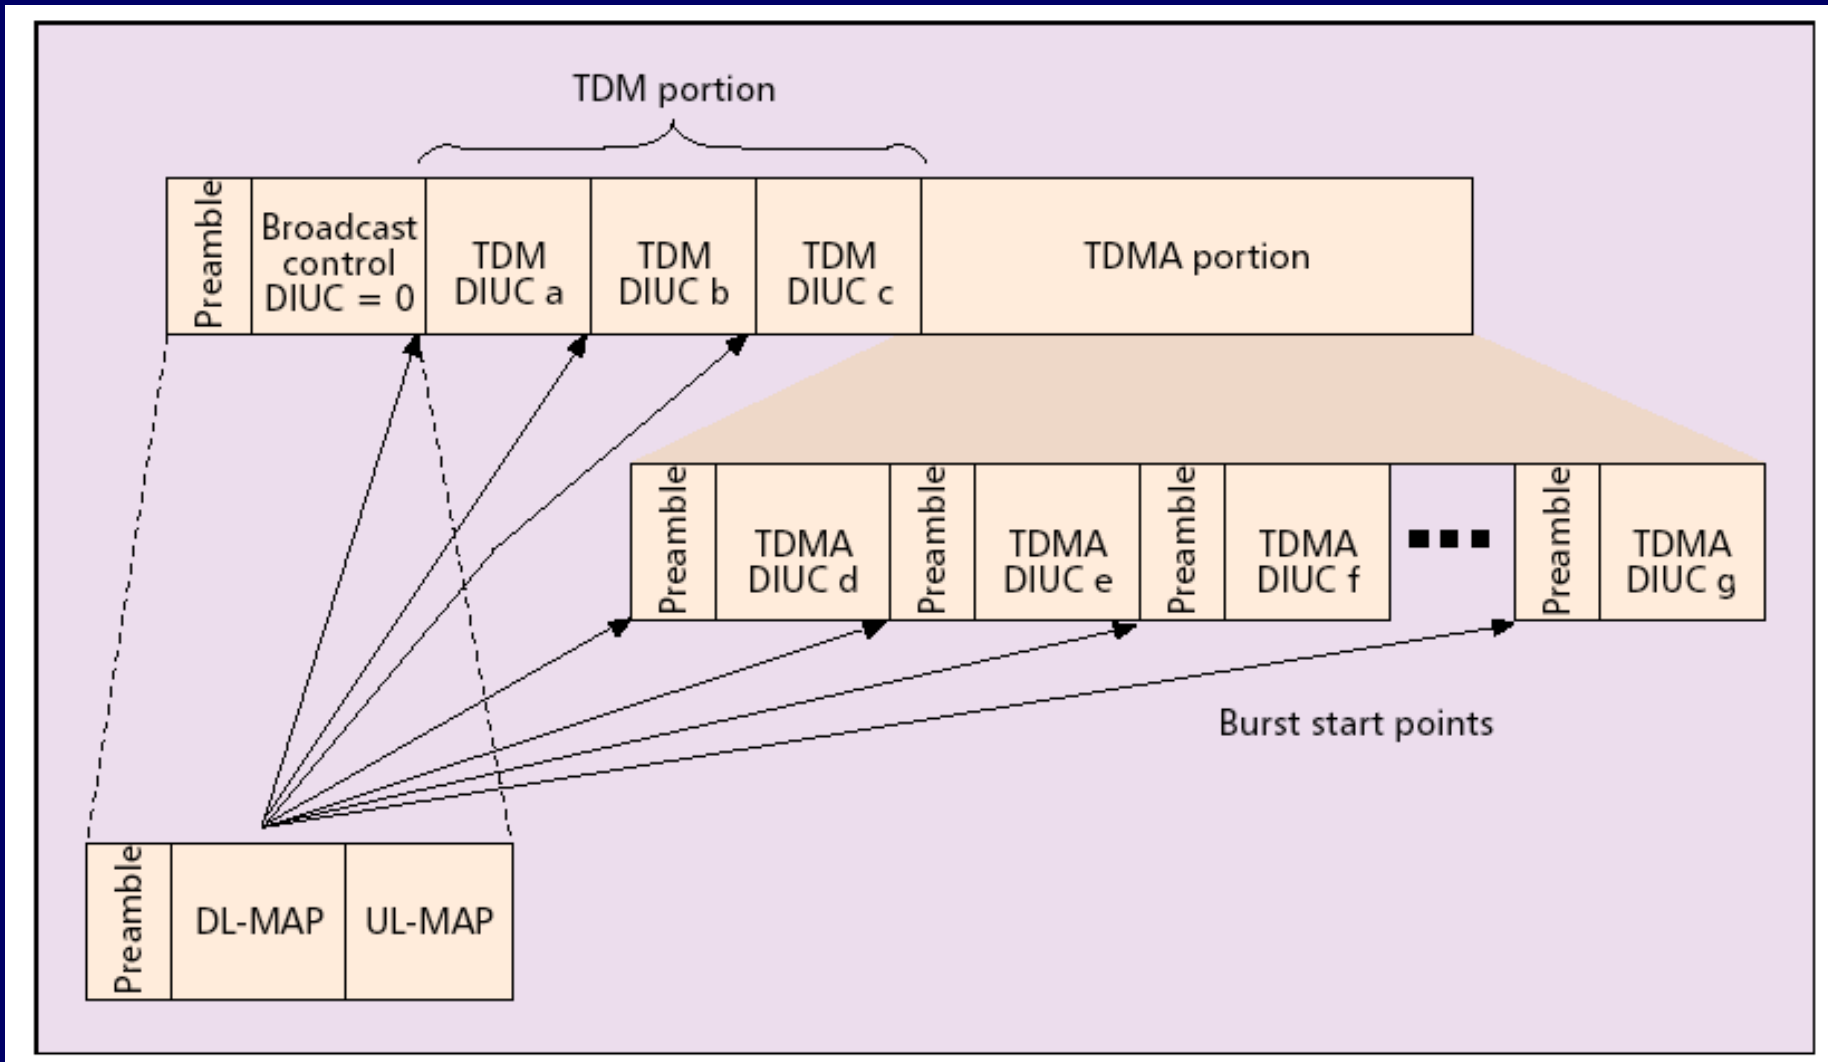 TDM portion
Preamble
Broadcast
control
DIUC = 0
TDM
DIUC a
TDM
DIUC b
TDM
DIUC c
TDMA portion
Preamble
TDMA
DIUC d
Preamble
TDMA
DIUC e
Preamble
TDMA
DIUC f
Preamble
TDMA
DIUC g
Burst start points
Preamble
DL-MAP
UL-MAP